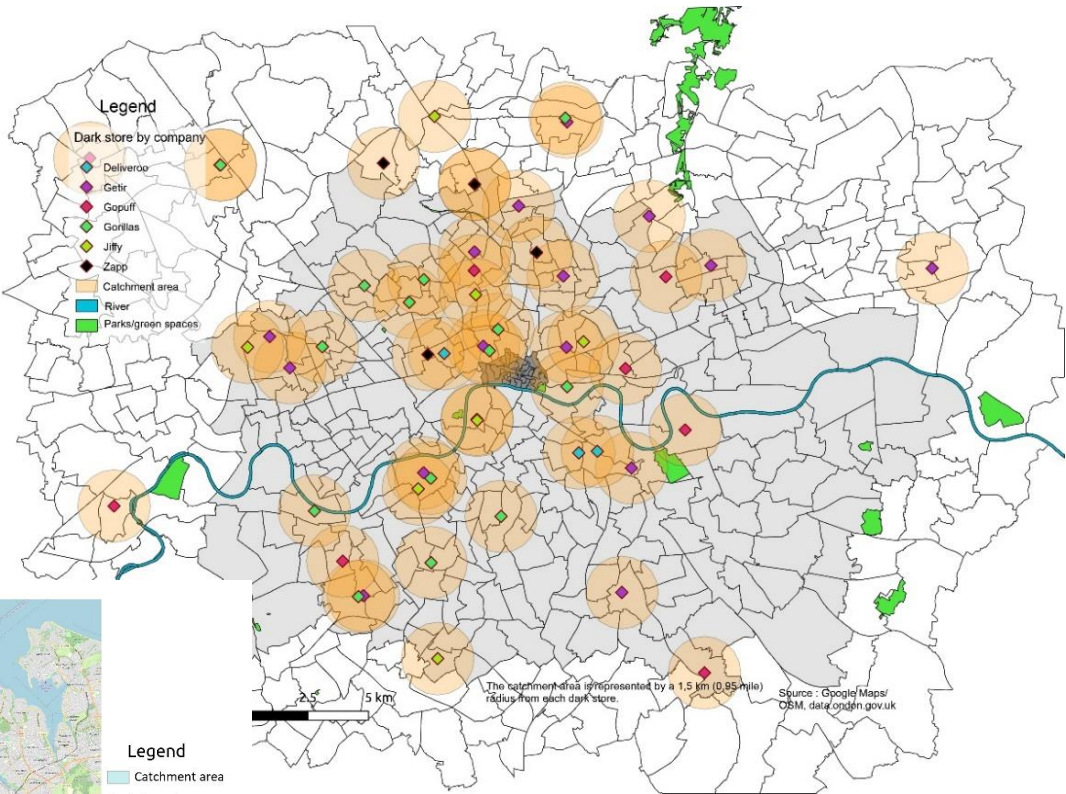 Legend
Dark store by company
Deliveroo
Getir
Gopuff
Gorillas
Jiffy
Zapp
Catchment area
River
Parks/green spaces
2.5 5 km
The catchment area is represented by a 1,5 km (0,95 mile)
radius from each dark store.
Source : Google Maps/
OSM, data.ondon.gov.uk
Legend
Catchment area